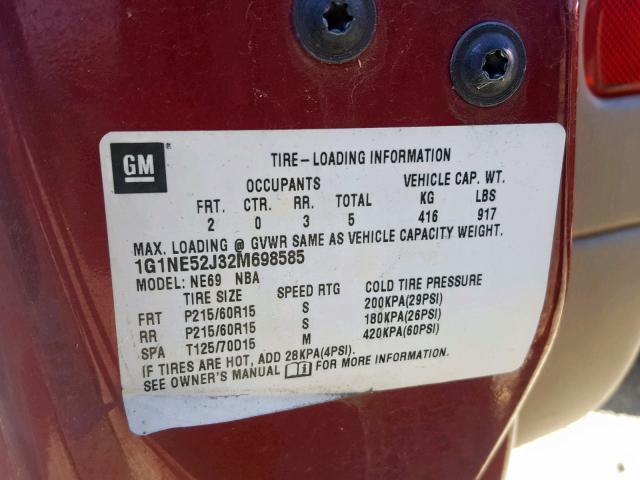 GM
TIRE-LOADING INFORMATION
OCCUPANTS VEHICLE CAP. WT.
FRT. CTR. RR. TOTAL KG LBS
2 0 3 5 416 917
MAX. LOADING @ GVWR SAME AS VEHICLE CAPACITY WEIGHT.
1G1NE52J32M698585
MODEL: NE69 NBA
TIRE SIZE SPEED RTG COLD TIRE PRESSURE
FRT P215/60R15 S 200KPA(29PSI)
RR P215/60R15 S 180KPA(26PSI)
SPA T125/70D15 M 420KPA(60PSI)
IF TIRES ARE HOT, ADD 28KPA(4PSI).
SEE OWNER'S MANUAL i FOR MORE INFORMATION.